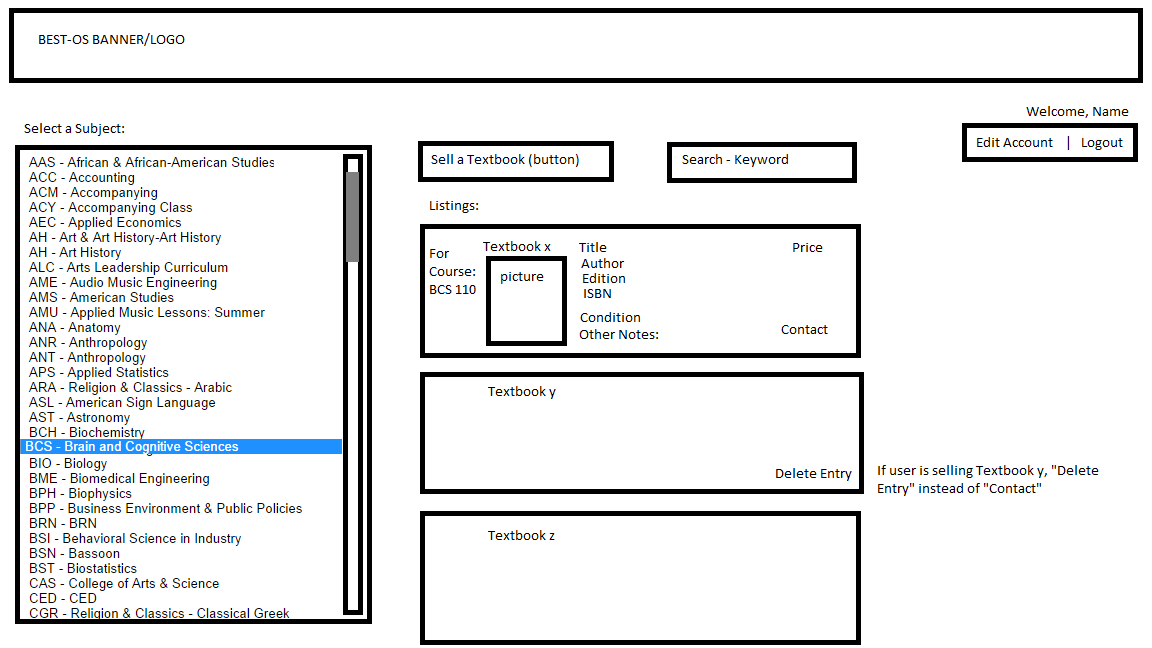 BEST-OS BANNER/LOGO
Welcome, Name
Edit Account | Logout
Select a Subject:
AAS - African & African-American Studies
ACC - Accounting
ACM - Accompanying
ACY - Accompanying Class
AEC - Applied Economics
AH - Art & Art History-Art History
AH - Art History
ALC - Arts Leadership Curriculum
AME - Audio Music Engineering
AMS - American Studies
AMU - Applied Music Lessons: Summer
ANA - Anatomy
ANR - Anthropology
ANT - Anthropology
APS - Applied Statistics
ARA - Religion & Classics - Arabic
ASL - American Sign Language
AST - Astronomy
BCH - Biochemistry
BCS - Brain and Cognitive Sciences
BIO - Biology
BME - Biomedical Engineering
BPH - Biophysics
BPP - Business Environment & Public Policies
BRN - BRN
BSI - Behavioral Science in Industry
BSN - Bassoon
BST - Biostatistics
CAS - College of Arts & Science
CED - CED
CGR - Religion & Classics - Classical Greek
Sell a Textbook (button)
Search - Keyword
Listings:
For
Course:
BCS 110
Textbook x
picture
Title
Author
Edition
ISBN
Condition
Other Notes:
Price
Contact
Textbook y
Delete Entry
If user is selling Textbook y, "Delete
Entry" instead of "Contact"
Textbook z